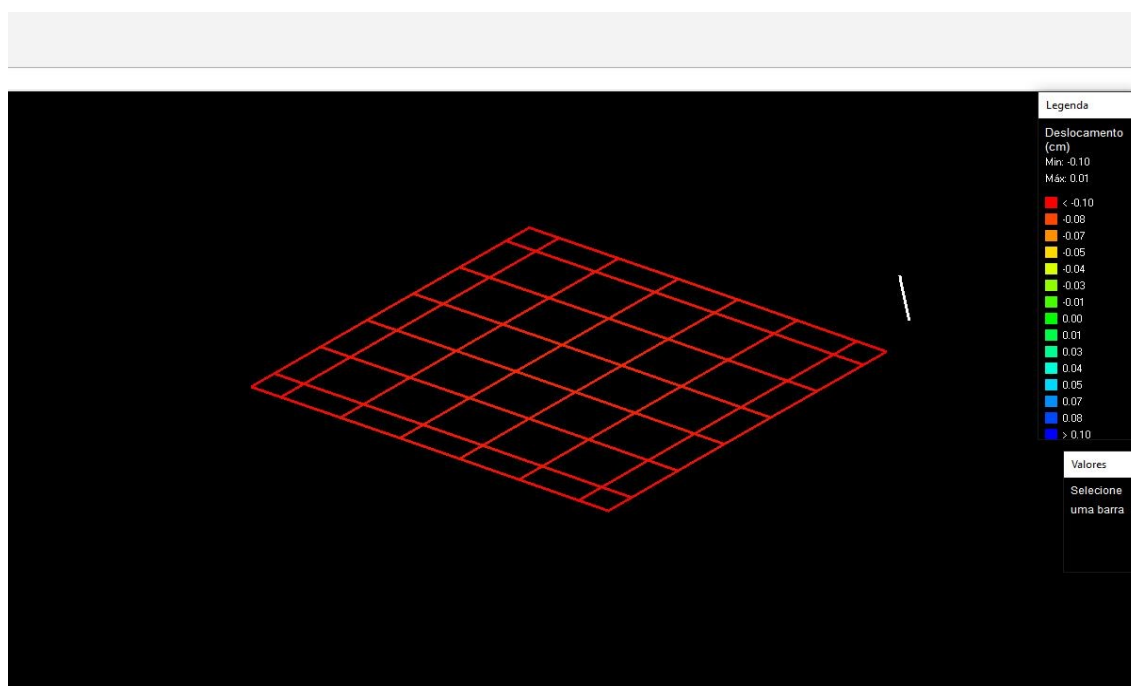 Legenda
Deslocamento
(cm)
Min: -0.10
Máx: 0.01
< -0.10
-0.08
-0.07
-0.05
-0.04
-0.03
-0.01
0.00
0.01
0.03
0.04
0.05
0.07
0.08
> 0.10
Valores
Selecione
uma barra